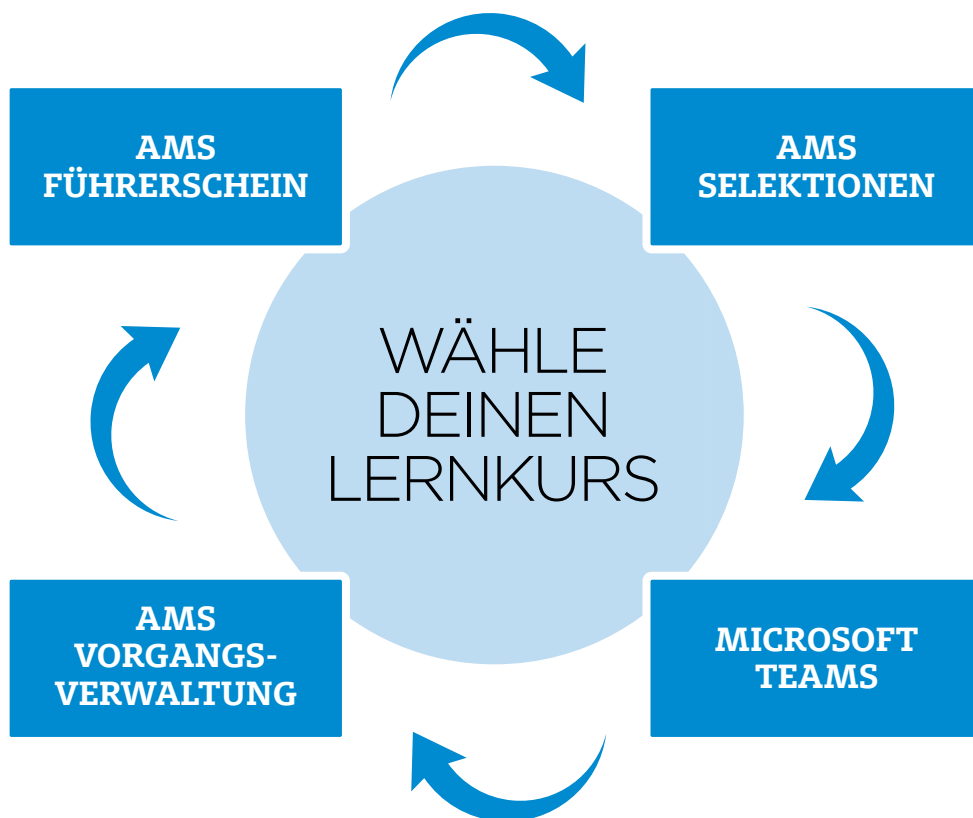 AMS
FÜHRERSCHEIN
AMS
SELEKTIONEN
WÄHLE
DEINEN
LERNKURS
AMS
VORGANGS-
VERWALTUNG
MICROSOFT
TEAMS